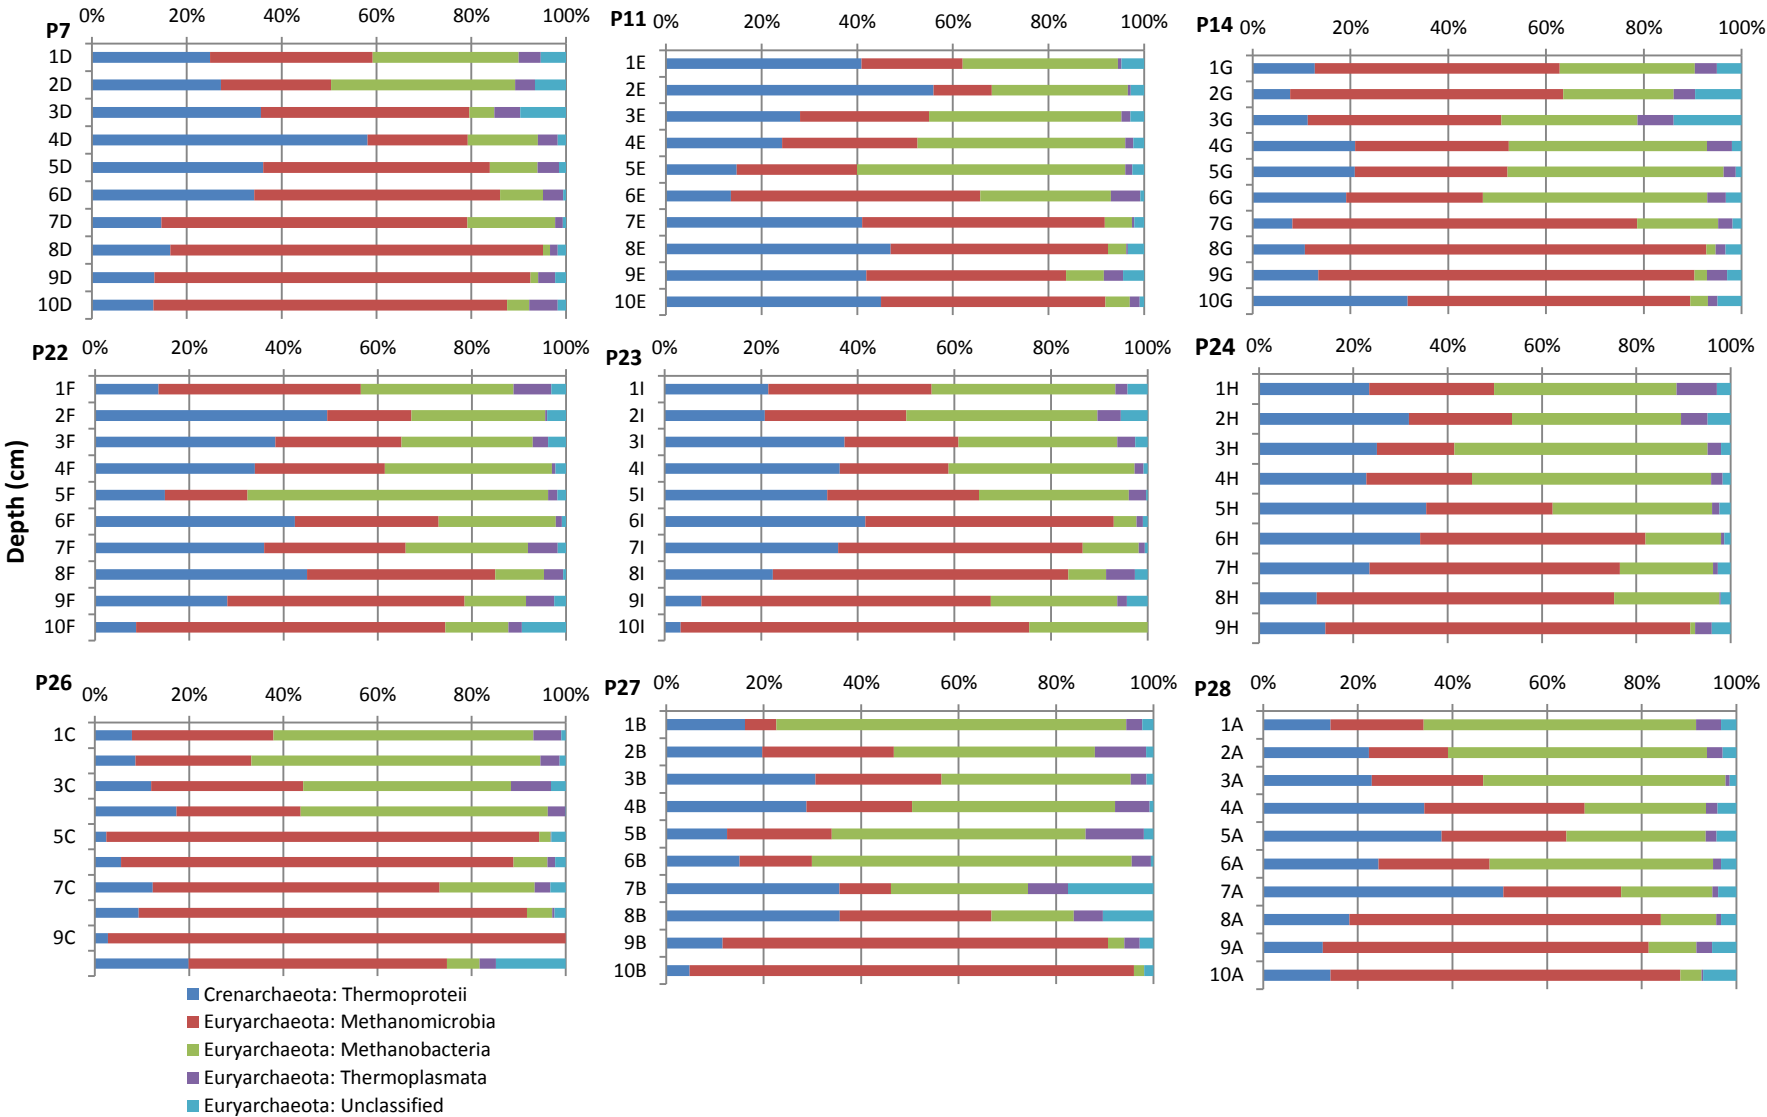 P7 0% 20% 40% 60% 80% 100%
1D
2D
3D
4D
5D
6D
7D
8D
9D
10D
P11 0% 20% 40% 60% 80% 100%
1E
2E
3E
4E
5E
6E
7E
8E
9E
10E
P14 0% 20% 40% 60% 80% 100%
1G
2G
3G
4G
5G
6G
7G
8G
9G
10G
Depth (cm)
P22 0% 20% 40% 60% 80% 100%
1F
2F
3F
4F
5F
6F
7F
8F
9F
10F
P23 0% 20% 40% 60% 80% 100%
1I
2I
3I
4I
5I
6I
7I
8I
9I
10I
P24 0% 20% 40% 60% 80% 100%
1H
2H
3H
4H
5H
6H
7H
8H
9H
P26 0% 20% 40% 60% 80% 100%
1C
3C
5C
7C
9C
P27 0% 20% 40% 60% 80% 100%
1B
2B
3B
4B
5B
6B
7B
8B
9B
10B
P28 0% 20% 40% 60% 80% 100%
1A
2A
3A
4A
5A
6A
7A
8A
9A
10A
Crenarchaeota: Thermoproteii
Euryarchaeota: Methanomicrobia
Euryarchaeota: Methanobacteria
Euryarchaeota: Thermoplasmata
Euryarchaeota: Unclassified